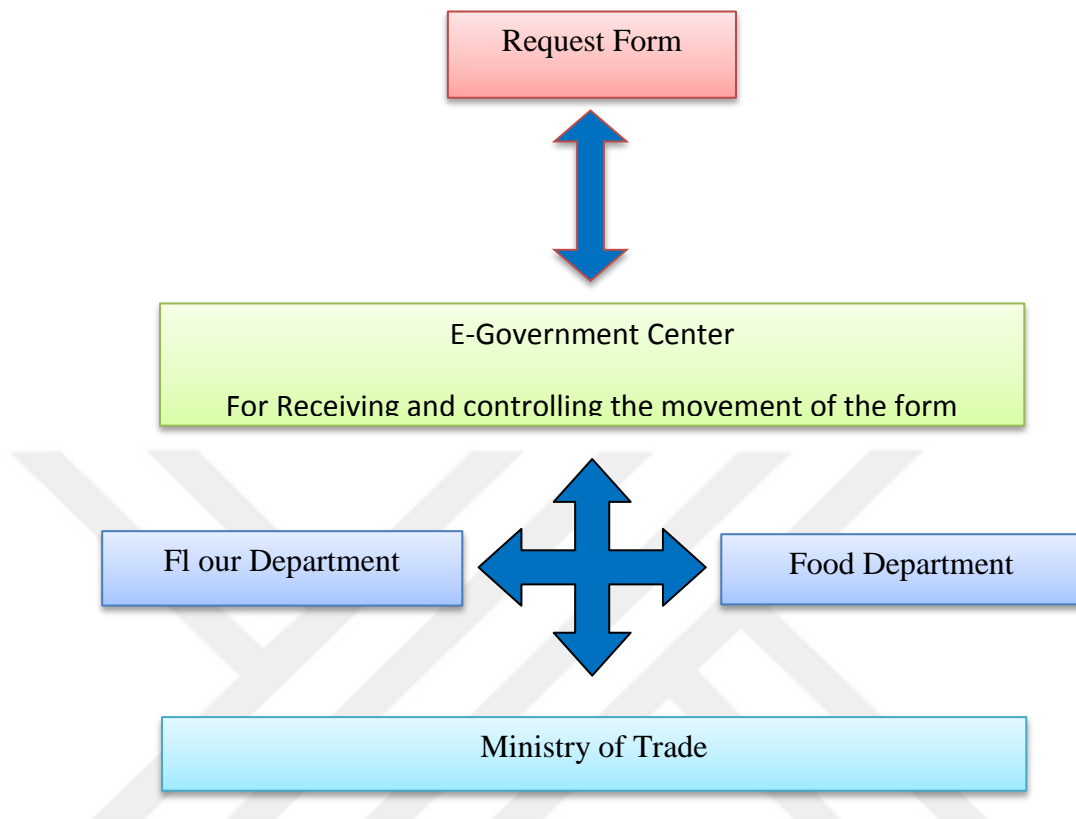 Request Form
E-Government Center
For Receiving and controlling the movement of the form
Fl our Department
Food Department
Ministry of Trade